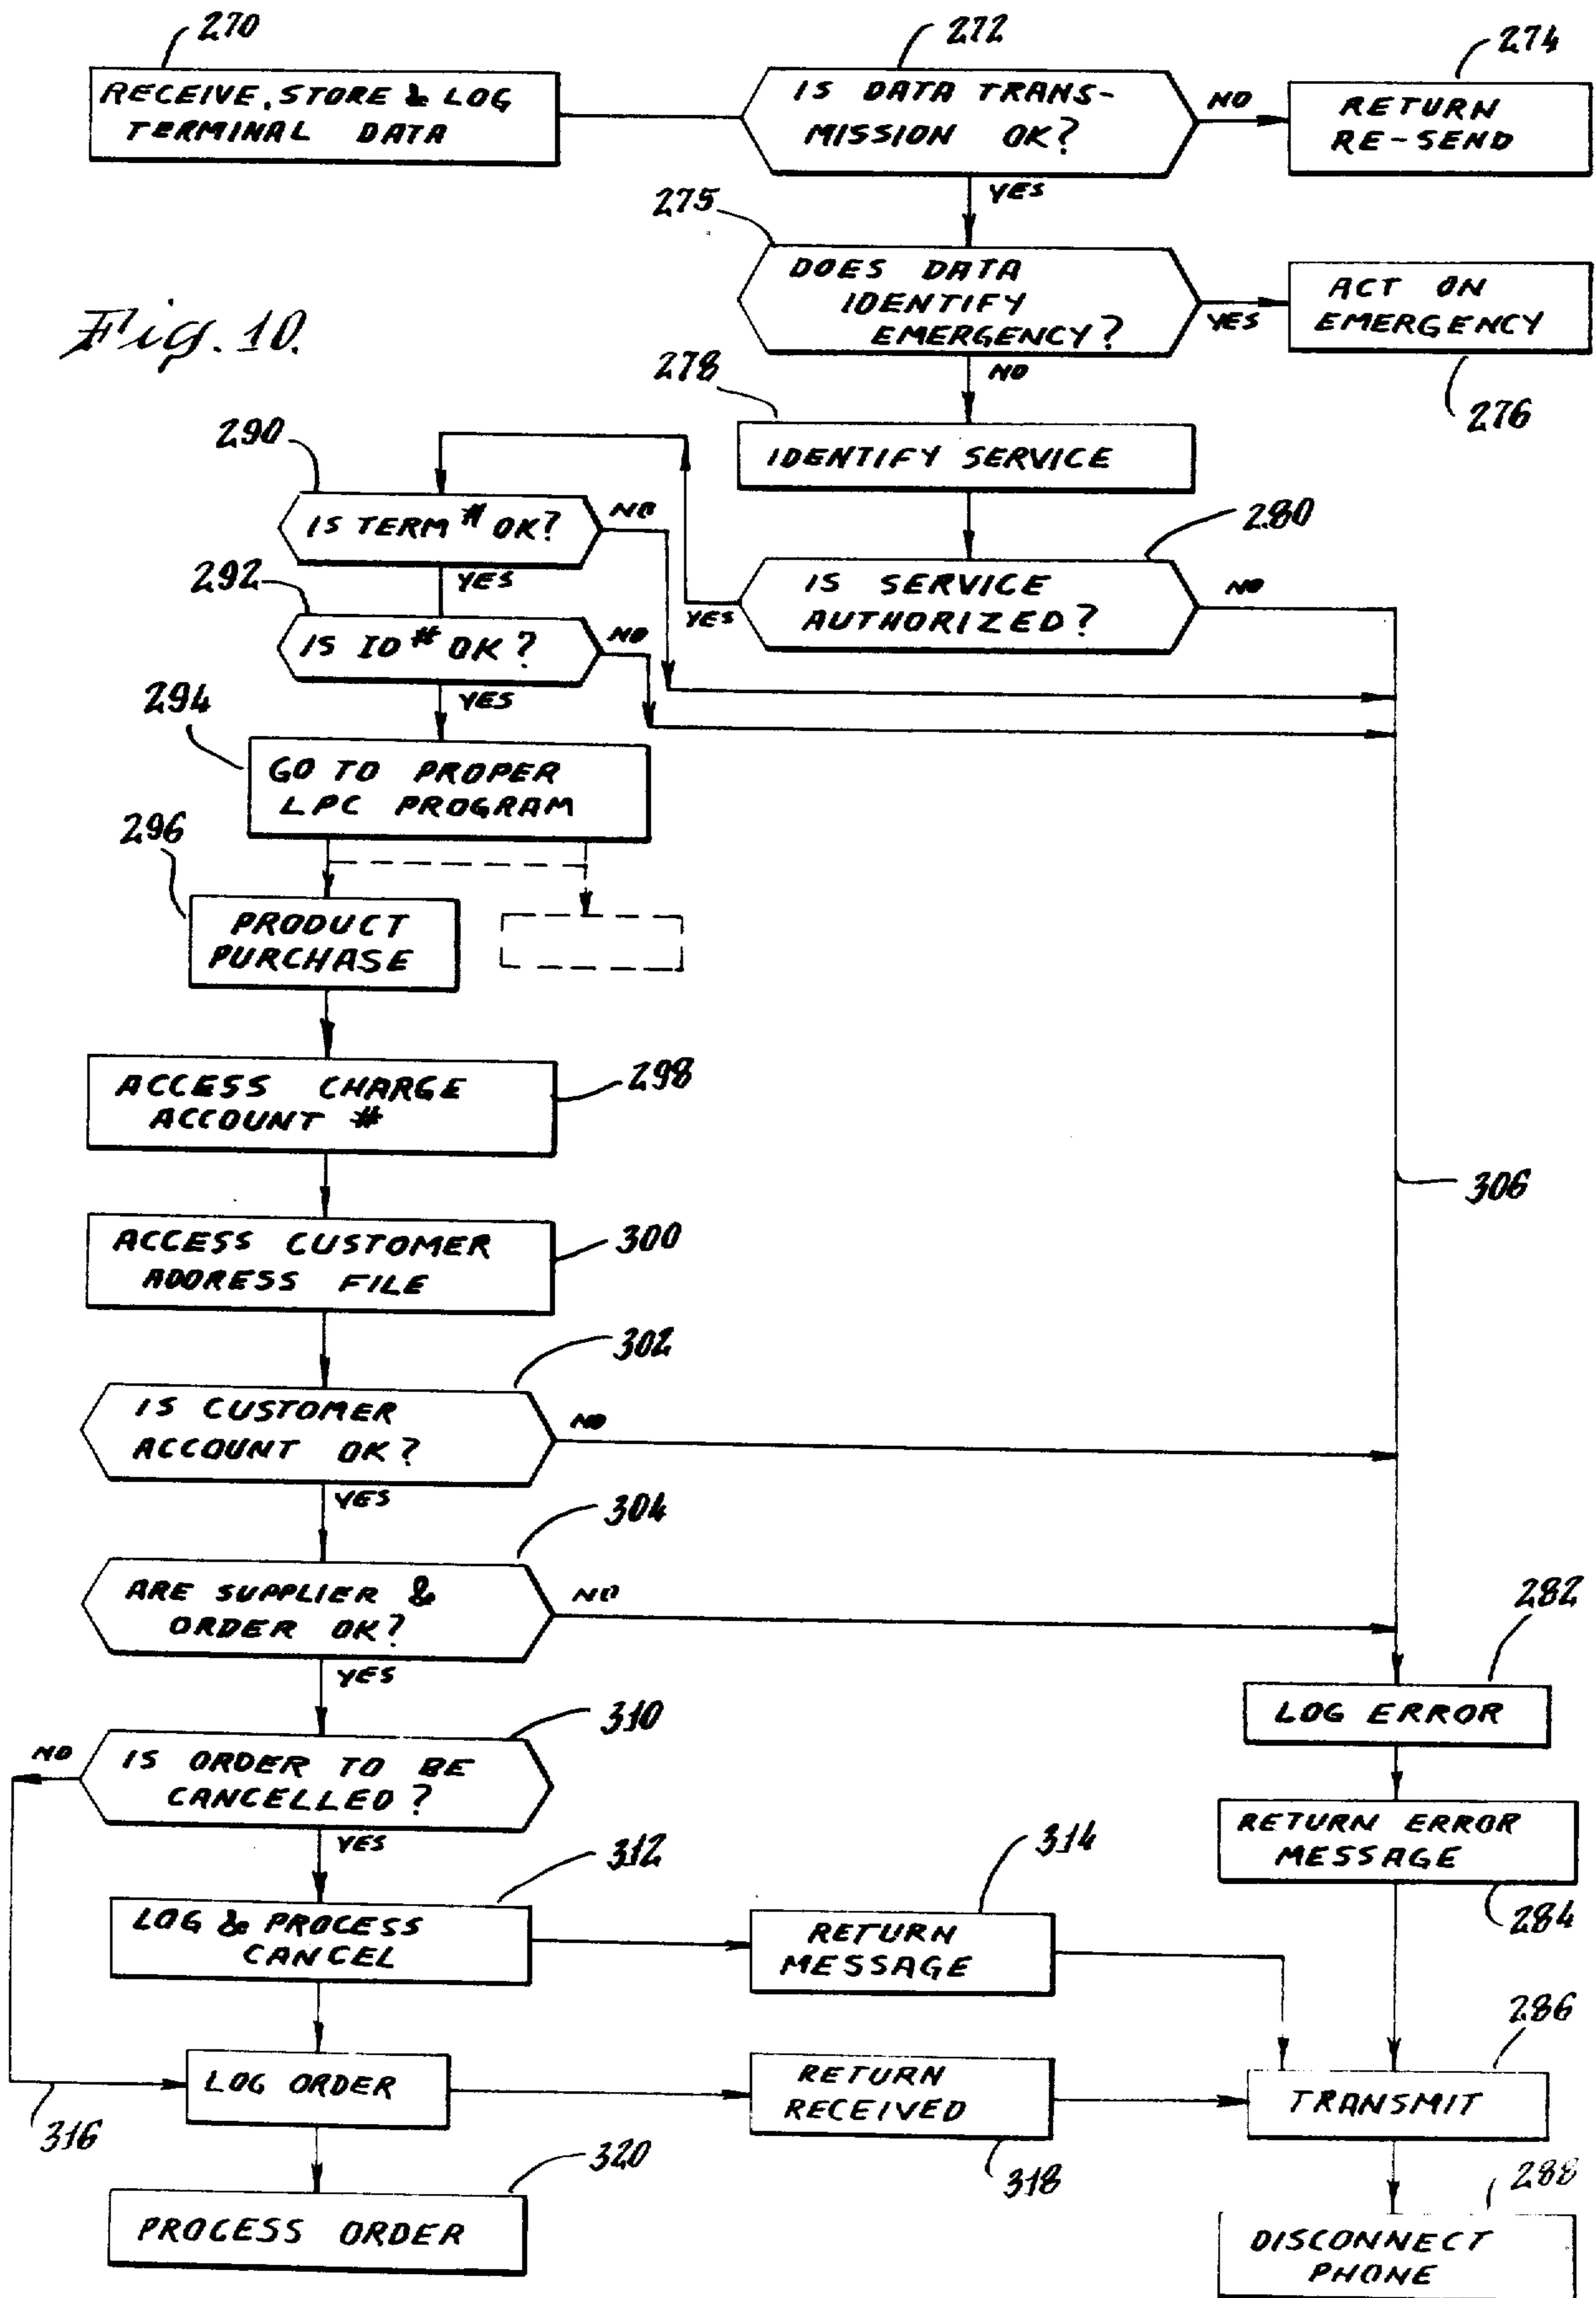 270
272
274
RECEIVE, STORE & LOG
TERMINAL DATA
IS DATA TRANS-
MISSION OK?
NO
RETURN
RE-SEND
YES
275
DOES DATA
IDENTIFY
EMERGENCY?
YES
ACT ON
EMERGENCY
276
Fig. 10.
NO
278
IDENTIFY SERVICE
290
IS TERM # OK?
NO
280
YES
IS SERVICE
AUTHORIZED?
YES
NO
292
IS ID # OK?
NO
YES
294
GO TO PROPER
LPC PROGRAM
296
PRODUCT
PURCHASE
298
ACCESS CHARGE
ACCOUNT #
306
300
ACCESS CUSTOMER
ADDRESS FILE
302
IS CUSTOMER
ACCOUNT OK?
NO
YES
304
ARE SUPPLIER &
ORDER OK?
NO
YES
282
LOG ERROR
310
NO
IS ORDER TO BE
CANCELLED?
YES
RETURN ERROR
MESSAGE
284
312
314
LOG & PROCESS
CANCEL
RETURN
MESSAGE
286
LOG ORDER
RETURN
RECEIVED
TRANSMIT
316
318
320
288
PROCESS ORDER
DISCONNECT
PHONE